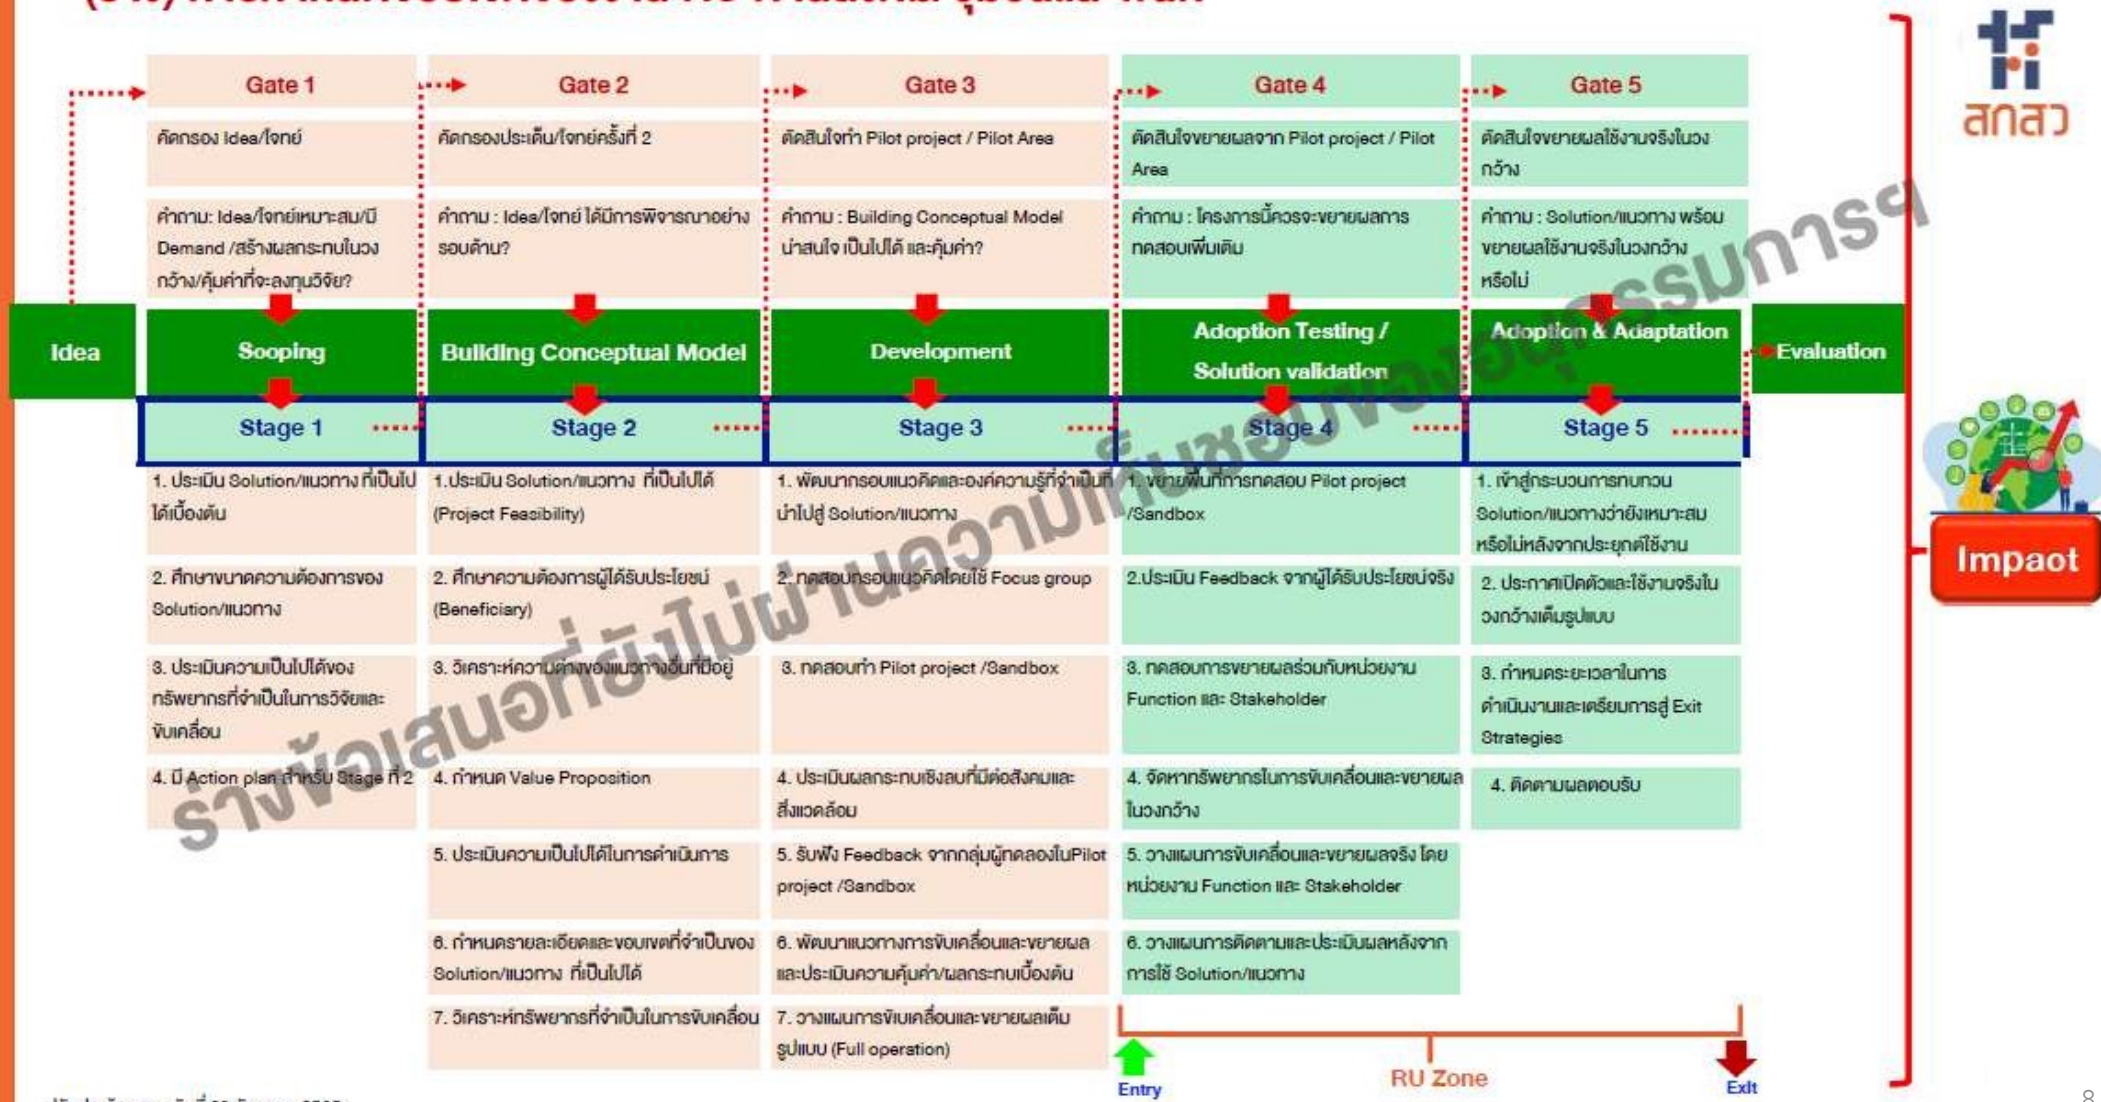 Gate 1
Gate 2
Gate 3
Gate 4
Gate 5
สกสว
คัดกรอง Idea/โจทย์
คัดกรองประเด็น/โจทย์ครั้งที่ 2
ตัดสินใจทำ Pilot project / Pilot Area
ตัดสินใจขยายผลจาก Pilot project / Pilot
Area
ตัดสินใจขยายผลใช้งานจริงในวง
กว้าง
คำถาม: Idea/โจทย์เหมาะสม/มี
Demand /สร้างผลกระทบในวง
กว้าง/คุ้มค่าที่จะลงทุนวิจัย?
คำถาม : Idea/โจทย์ ได้มีการพิจารณาอย่าง
รอบด้าน?
คำถาม : Building Conceptual Model
น่าสนใจ เป็นไปได้ และคุ้มค่า?
คำถาม : โครงการนี้ควรจะขยายผลการ
ทดสอบเพิ่มเติม
คำถาม : Solution/แนวทาง พร้อม
ขยายผลใช้งานจริงในวงกว้าง
หรือไม่
Idea
Scoping
Building Conceptual Model
Development
Adoption Testing /
Solution validation
Adoption & Adaptation
Evaluation
Stage 1
Stage 2
Stage 3
Stage 4
Stage 5
1. ประเมิน Solution/แนวทาง ที่เป็นไป
ได้เบื้องต้น
2. ศึกษาขนาดความต้องการของ
Solution/แนวทาง
3. ประเมินความเป็นไปได้ของ
ทรัพยากรที่จำเป็นในการวิจัยและ
ขับเคลื่อน
4. มี Action plan สำหรับ Stage ที่ 2
1.ประเมิน Solution/แนวทาง ที่เป็นไปได้
(Project Feasibility)
2. ศึกษาความต้องการผู้ได้รับประโยชน์
(Beneficiary)
3. วิเคราะห์ความต่างของแนวทางอื่นที่มีอยู่
4. กำหนด Value Proposition
5. ประเมินความเป็นไปได้ในการดำเนินการ
6. กำหนดรายละเอียดและขอบเขตที่จำเป็นของ
Solution/แนวทาง ที่เป็นไปได้
7. วิเคราะห์ทรัพยากรที่จำเป็นในการขับเคลื่อน
1. พัฒนากรอบแนวคิดและองค์ความรู้ที่จำเป็นที่
นำไปสู่ Solution/แนวทาง
2. ทดสอบกรอบแนวคิดโดยใช้ Focus group
3. ทดสอบทำ Pilot project /Sandbox
4. ประเมินผลกระทบเชิงลบที่มีต่อสังคมและ
สิ่งแวดล้อม
5. รับฟัง Feedback จากกลุ่มผู้ทดลองในPilot
project /Sandbox
6. พัฒนาแนวทางการขับเคลื่อนและขยายผล
และประเมินความคุ้มค่า/ผลกระทบเบื้องต้น
7. วางแผนการขับเคลื่อนและขยายผลเต็ม
รูปแบบ (Full operation)
1. ขยายพื้นที่การทดสอบ Pilot project
/Sandbox
2.ประเมิน Feedback จากผู้ได้รับประโยชน์จริง
3. ทดสอบการขยายผลร่วมกับหน่วยงาน
Function และ Stakeholder
4. จัดหาทรัพยากรในการขับเคลื่อนและขยายผล
ในวงกว้าง
5. วางแผนการขับเคลื่อนและขยายผลจริง โดย
หน่วยงาน Function และ Stakeholder
6. วางแผนการติดตามและประเมินผลหลังจาก
การใช้ Solution/แนวทาง
1. เข้าสู่กระบวนการทบทวน
Solution/แนวทางว่ายังเหมาะสม
หรือไม่หลังจากประยุกต์ใช้งาน
2. ประกาศเปิดตัวและใช้งานจริงใน
วงกว้างเต็มรูปแบบ
3. กำหนดระยะเวลาในการ
ดำเนินงานและเตรียมการสู่ Exit
Strategies
4. ติดตามผลตอบรับ
Impact
ร่างข้อเสนอที่ยังไม่ผ่านความเห็นชอบของอนุกรรมการฯ
Entry
RU Zone
Exit
8